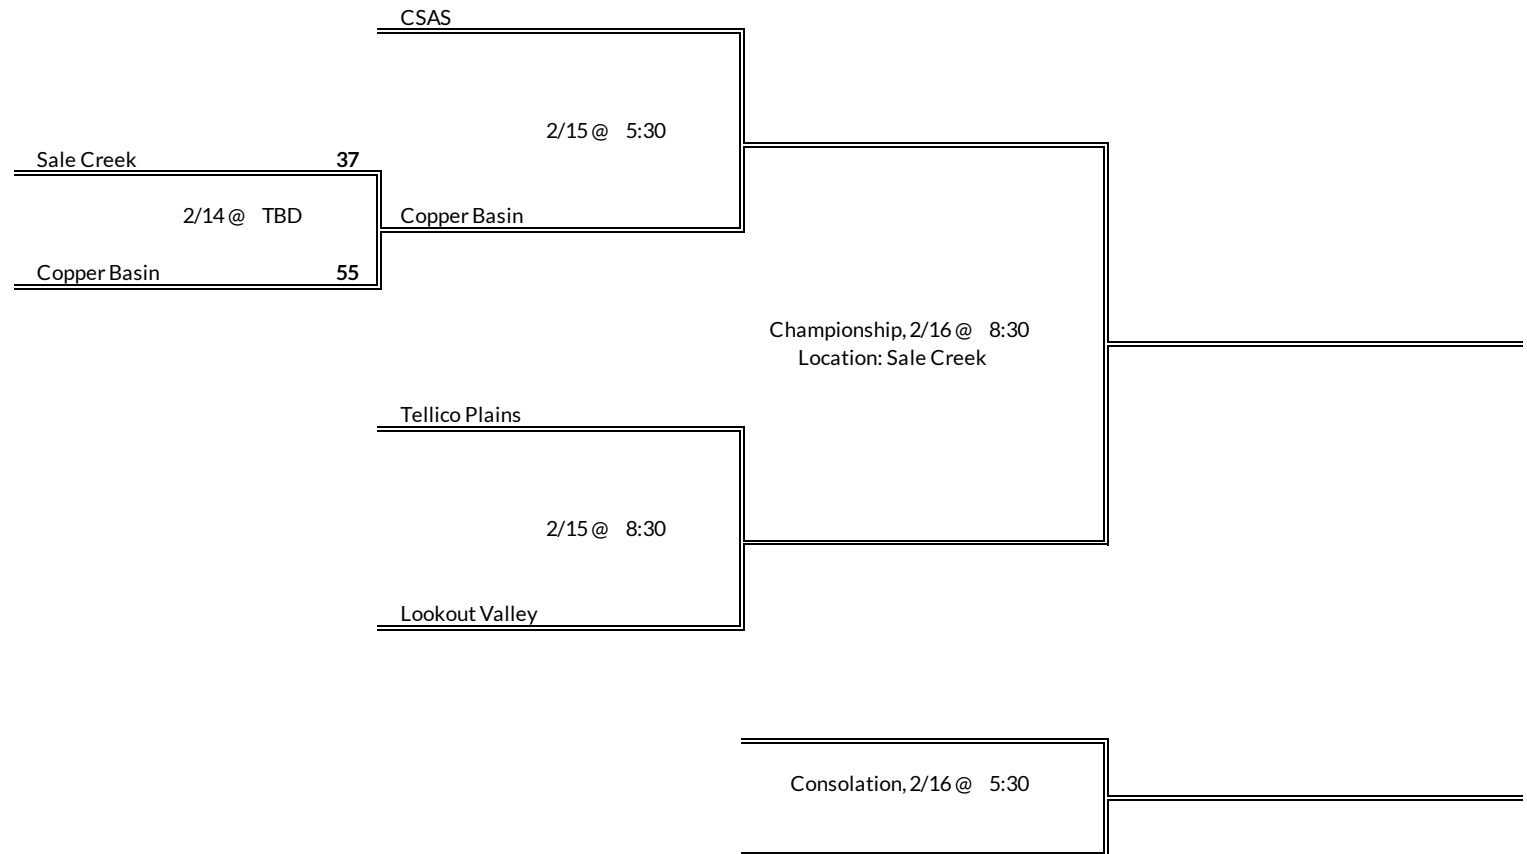 CSAS
2/15 @ 5:30
Sale Creek 37
2/14 @ TBD
Copper Basin
Copper Basin 55
Championship, 2/16 @ 8:30
Location: Sale Creek
Tellico Plains
2/15 @ 8:30
Lookout Valley
Consolation, 2/16 @ 5:30